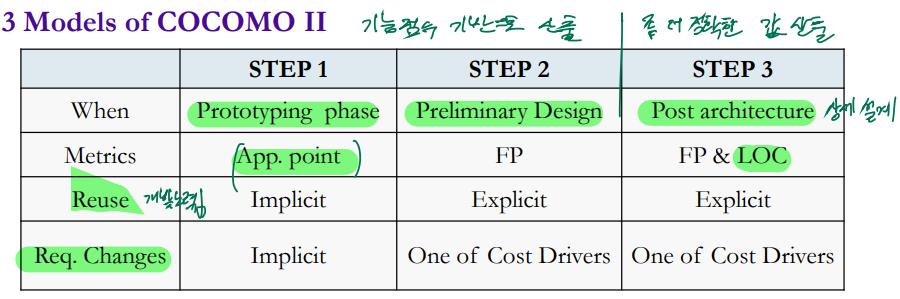 3 Models of COCOMO II 기능점수 기반으로 산출 좀 더 정확한 값 산출
STEP 1 STEP 2 STEP 3
When Prototyping phase Preliminary Design Post architecture 상세 설계
Metrics App. point FP FP & LOC
Reuse Implicit Explicit Explicit
Req. Changes Implicit One of Cost Drivers One of Cost Drivers